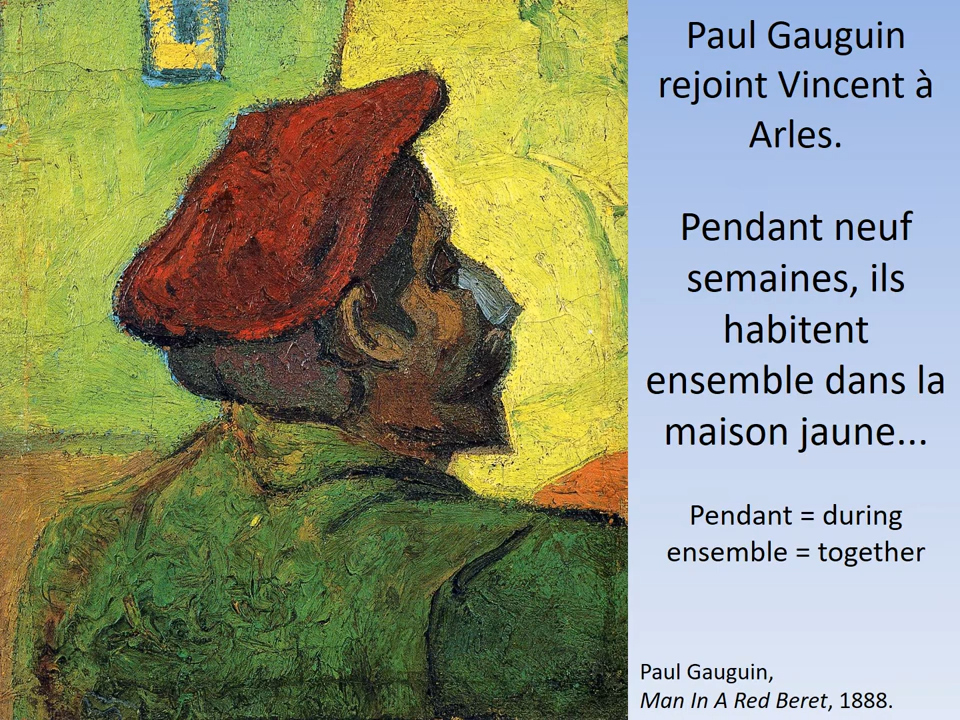 Paul Gauguin
rejoint Vincent à
Arles.
Pendant neuf
semaines, ils
habitent
ensemble dans la
maison jaune...
Pendant = during
ensemble = together
Paul Gauguin,
Man In A Red Beret, 1888.